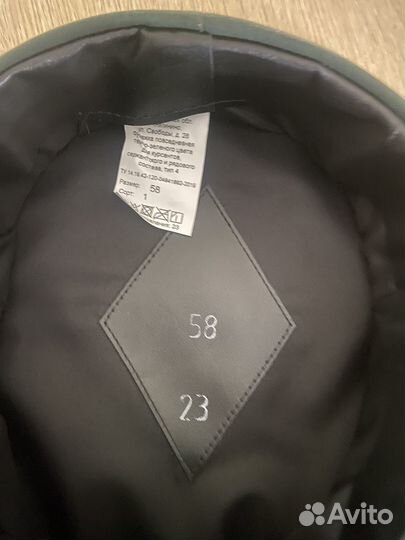 обл.
Л. Свободы, д. 28
Фуражка повседневная
темно-зеленого цвета
для курсантов,
сержантского и рядового
состава, тип 4
Размер: 58
Сорт: 1
58
23
Avito